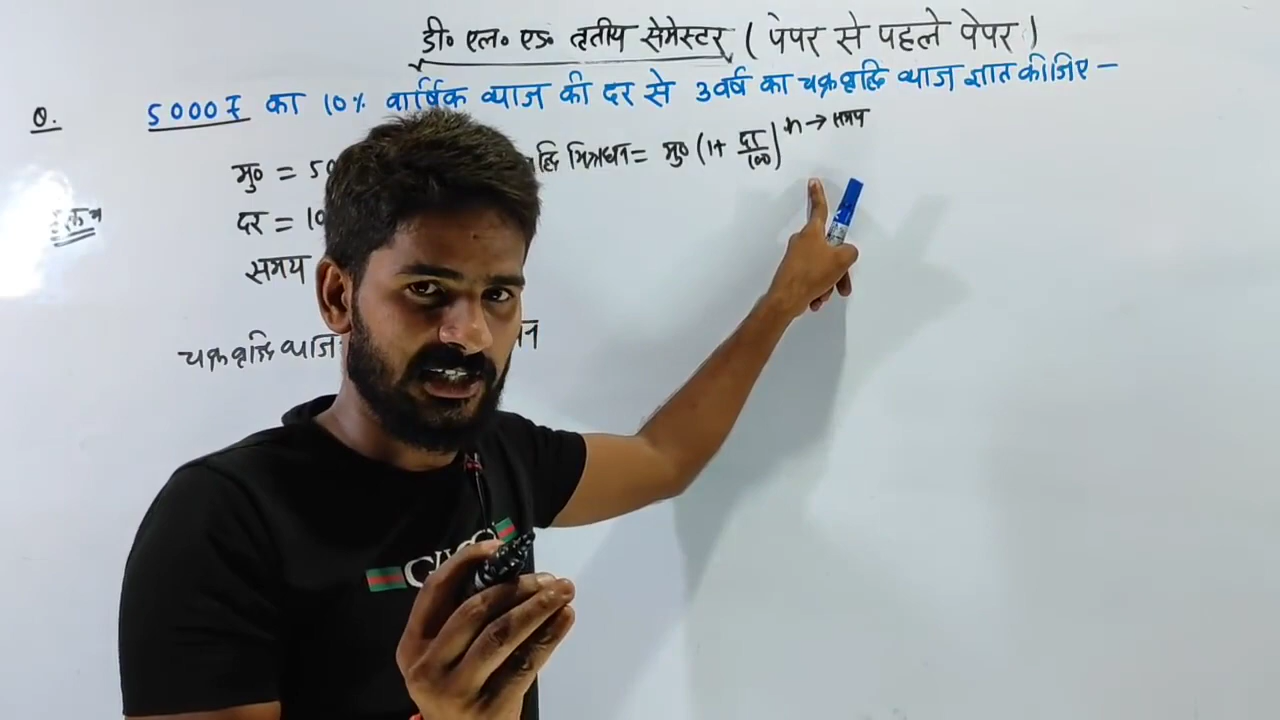 डी० एल० एड० तृतीय सेमेस्टर ( पेपर से पहले पेपर )
Q. 5000₹ का 10% वार्षिक ब्याज की दर से 3 वर्ष का चक्रवृद्धि ब्याज ज्ञात कीजिए –
मू० = 50 द्धि मिश्रधन = मू० (1+ दर/100)^n → समय
दर = 10
समय
चक्रवृद्धि ब्याज न